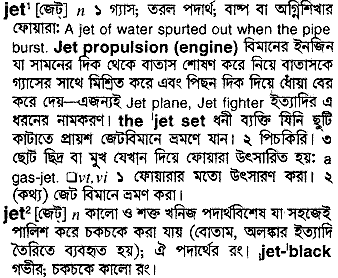 jet¹ [জেট্] n ১ গ্যাস; তরল পদার্থ; বাষ্প বা অগ্নিশিখার
ফোয়ারা: A jet of water spurted out when the pipe
burst. Jet propulsion (engine) বিমানের ইনজিন
যা সামনের দিক থেকে বাতাস শোষণ করে নিয়ে বাতাসকে
গ্যাসের সাথে মিশ্রিত করে এবং পিছন দিক দিয়ে ধোঁয়া বের
করে দেয়—এজন্যই Jet plane, Jet fighter ইত্যাদির এ
ধরনের নামকরণ। the ˈjet set ধনী ব্যক্তি যিনি ছুটি
কাটাতে প্রায়শ জেটবিমানে ভ্রমণে যান। ২ পিচকিরি। ৩
ছোট ছিদ্র বা মুখ যেখান দিয়ে ফোয়ারা উৎসারিত হয়: a
gas-jet. □vt,vi ১ ফোয়ারার মতো উৎসারণ করা। ২
(কথ্য) জেট বিমানে ভ্রমণ করা।
jet² [জেট্] n কালো ও শক্ত খনিজ পদার্থবিশেষ যা সহজেই
পালিশ করে চকচকে করা যায় (বোতাম, অলঙ্কার ইত্যাদি
তৈরিতে ব্যবহৃত হয়); ঐ পদার্থের রং। ˌjet-ˈblack
গভীর; চকচকে কালো রং।